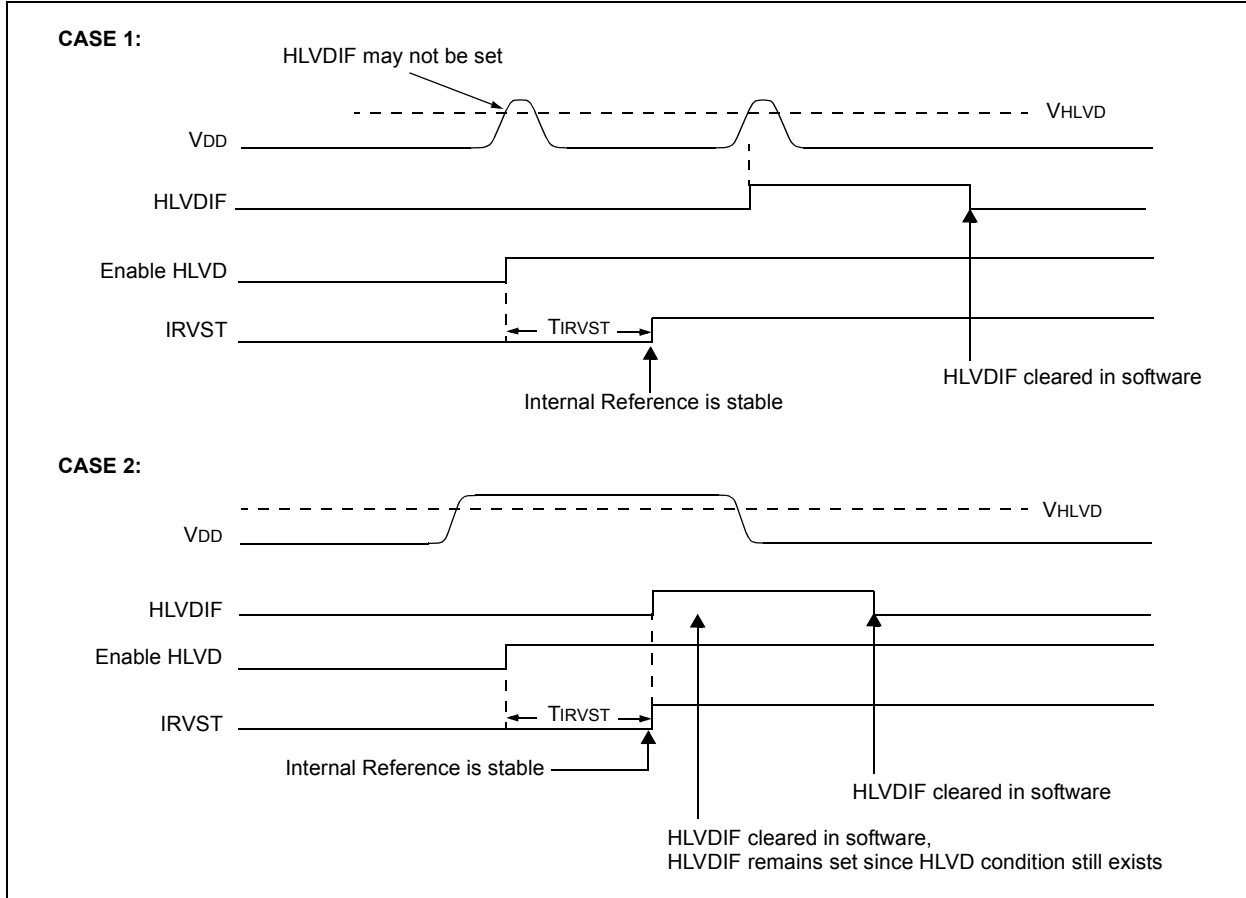 CASE 1:
HLVDIF may not be set
VHLVD
VDD
HLVDIF
Enable HLVD
TIRVST
IRVST
HLVDIF cleared in software
Internal Reference is stable
CASE 2:
VHLVD
VDD
HLVDIF
Enable HLVD
TIRVST
IRVST
Internal Reference is stable
HLVDIF cleared in software
HLVDIF cleared in software,
HLVDIF remains set since HLVD condition still exists